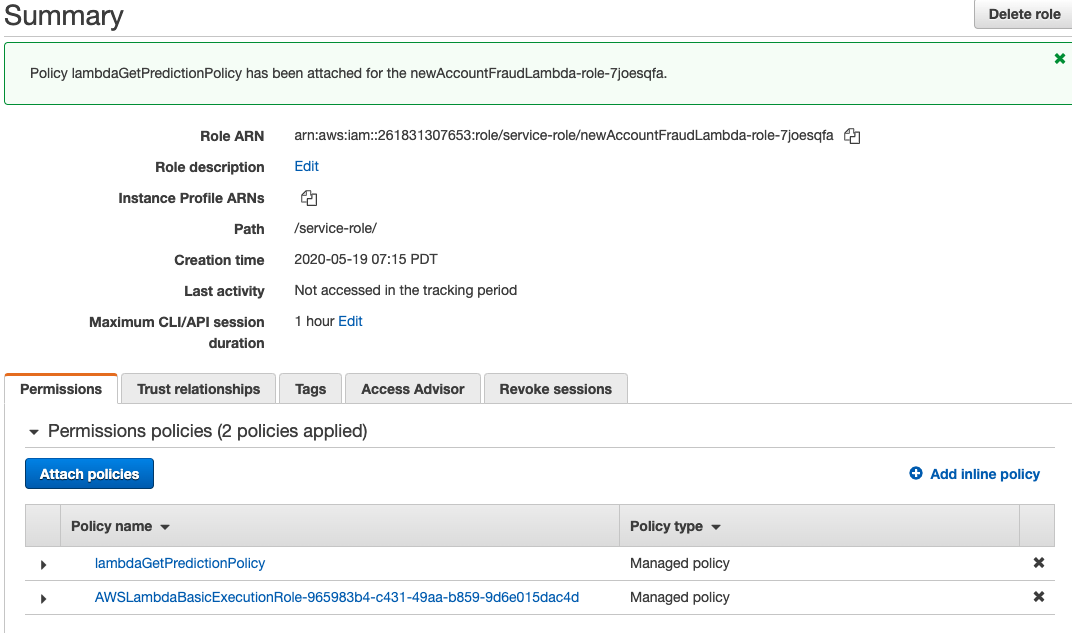 Summary
Delete role
Policy lambdaGetPredictionPolicy has been attached for the newAccountFraudLambda-role-7joesqfa.
Role ARN arn:aws:iam::261831307653:role/service-role/newAccountFraudLambda-role-7joesqfa
Role description Edit
Instance Profile ARNs
Path /service-role/
Creation time 2020-05-19 07:15 PDT
Last activity Not accessed in the tracking period
Maximum CLI/API session 1 hour Edit
duration
Permissions Trust relationships Tags Access Advisor Revoke sessions
Permissions policies (2 policies applied)
Attach policies Add inline policy
Policy name Policy type
lambdaGetPredictionPolicy Managed policy
AWSLambdaBasicExecutionRole-965983b4-c431-49aa-b859-9d6e015dac4d Managed policy